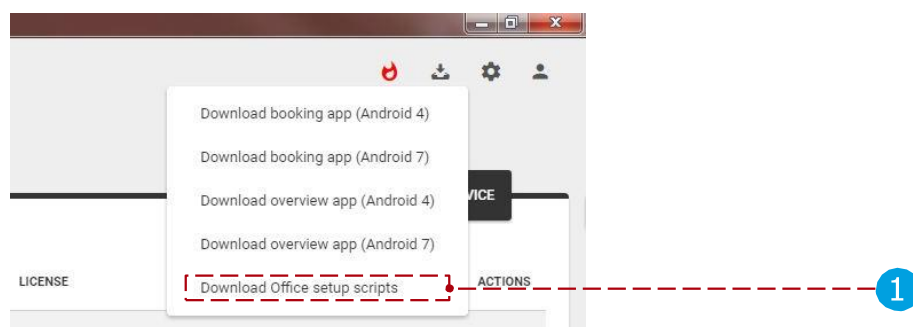 Download booking app (Android 4)
Download booking app (Android 7)
VICE
Download overview app (Android 4)
Download overview app (Android 7)
LICENSE
Download Office setup scripts
ACTIONS
1